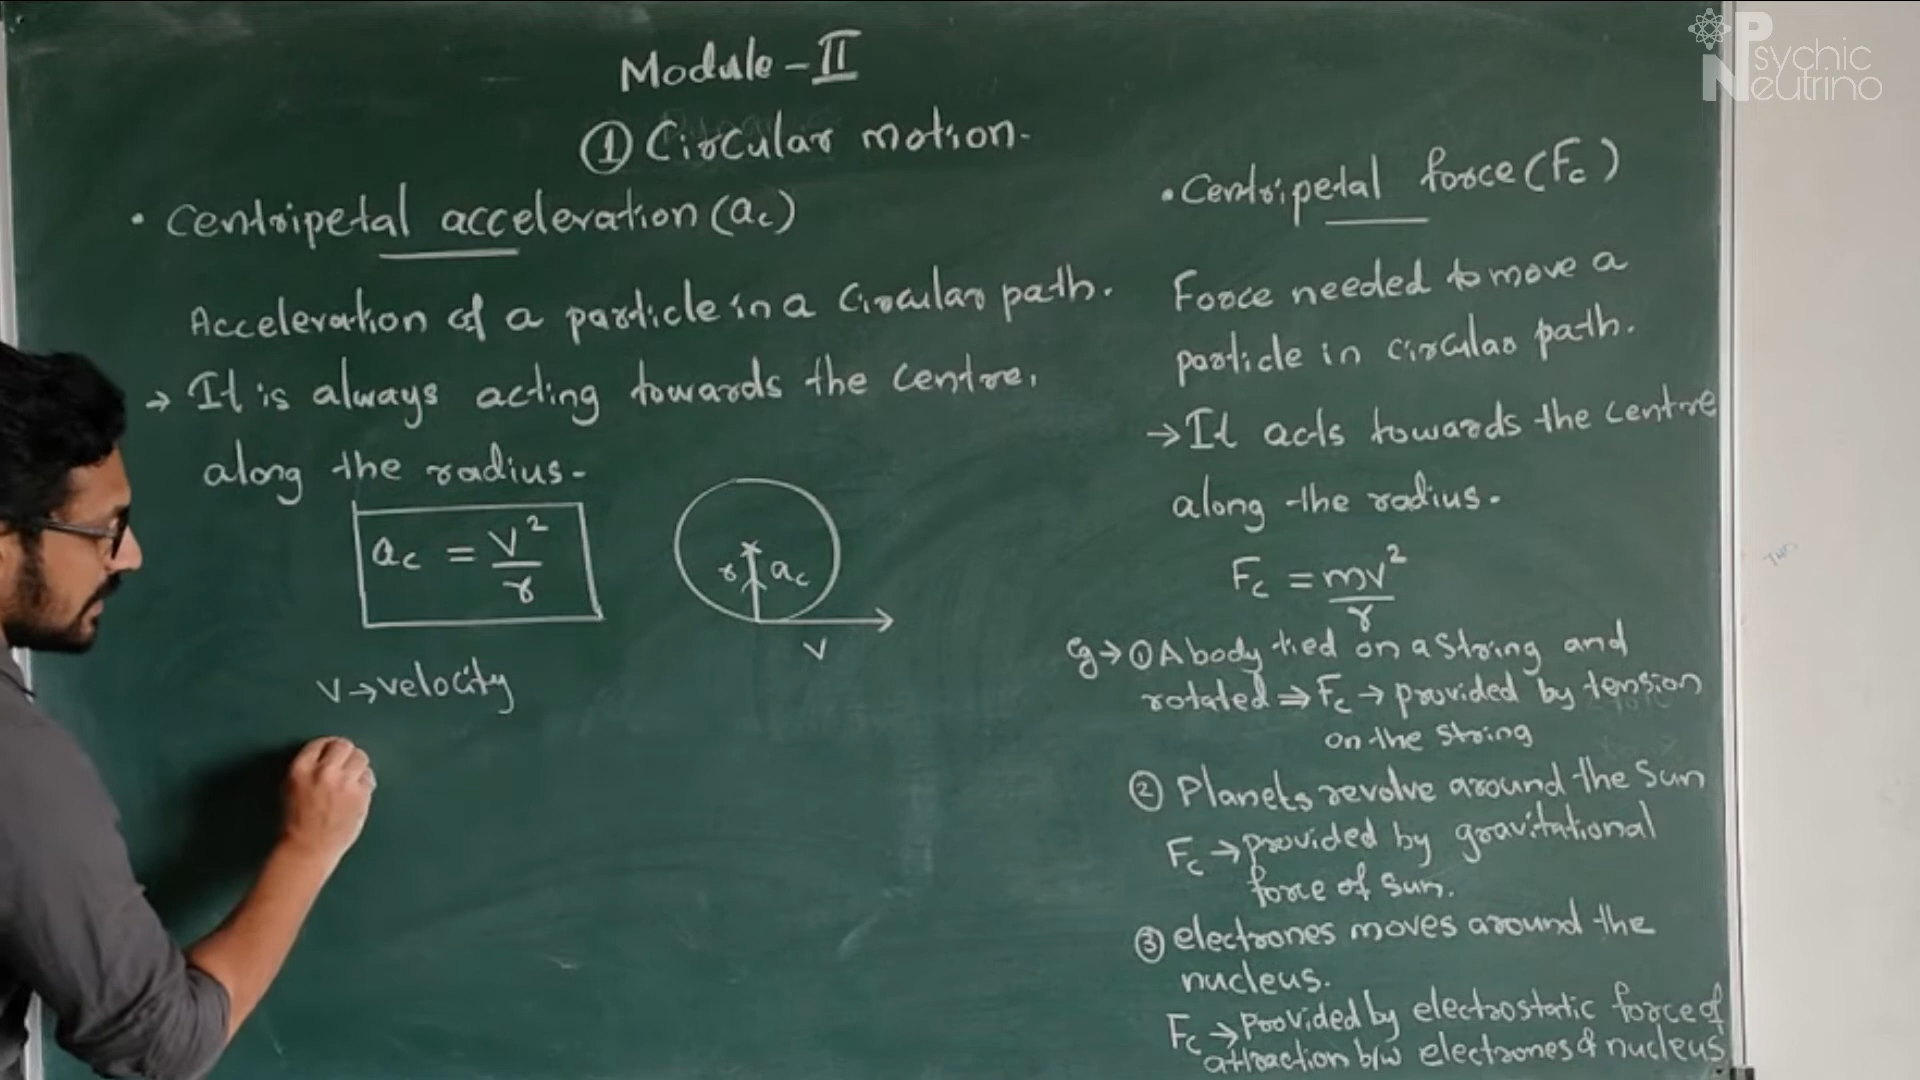 Psychic
Neutrino
Module - II
① Circular motion.
• Centripetal acceleration (ac)
Acceleration of a particle in a Circular path.
→ It is always acting towards the centre,
along the radius.
ac = v²/r
r ac
v
v → velocity
• Centripetal force (Fc)
Force needed to move a
particle in circular path.
→ It acts towards the centre
along the radius.
Fc = mv²/r
eg → ① A body tied on a string and
rotated ⇒ Fc → provided by tension
on the string
② Planets revolve around the Sun
Fc → provided by gravitational
force of sun.
③ electrones moves around the
nucleus.
Fc → provided by electrostatic force of
attraction b/w electrones & nucleus